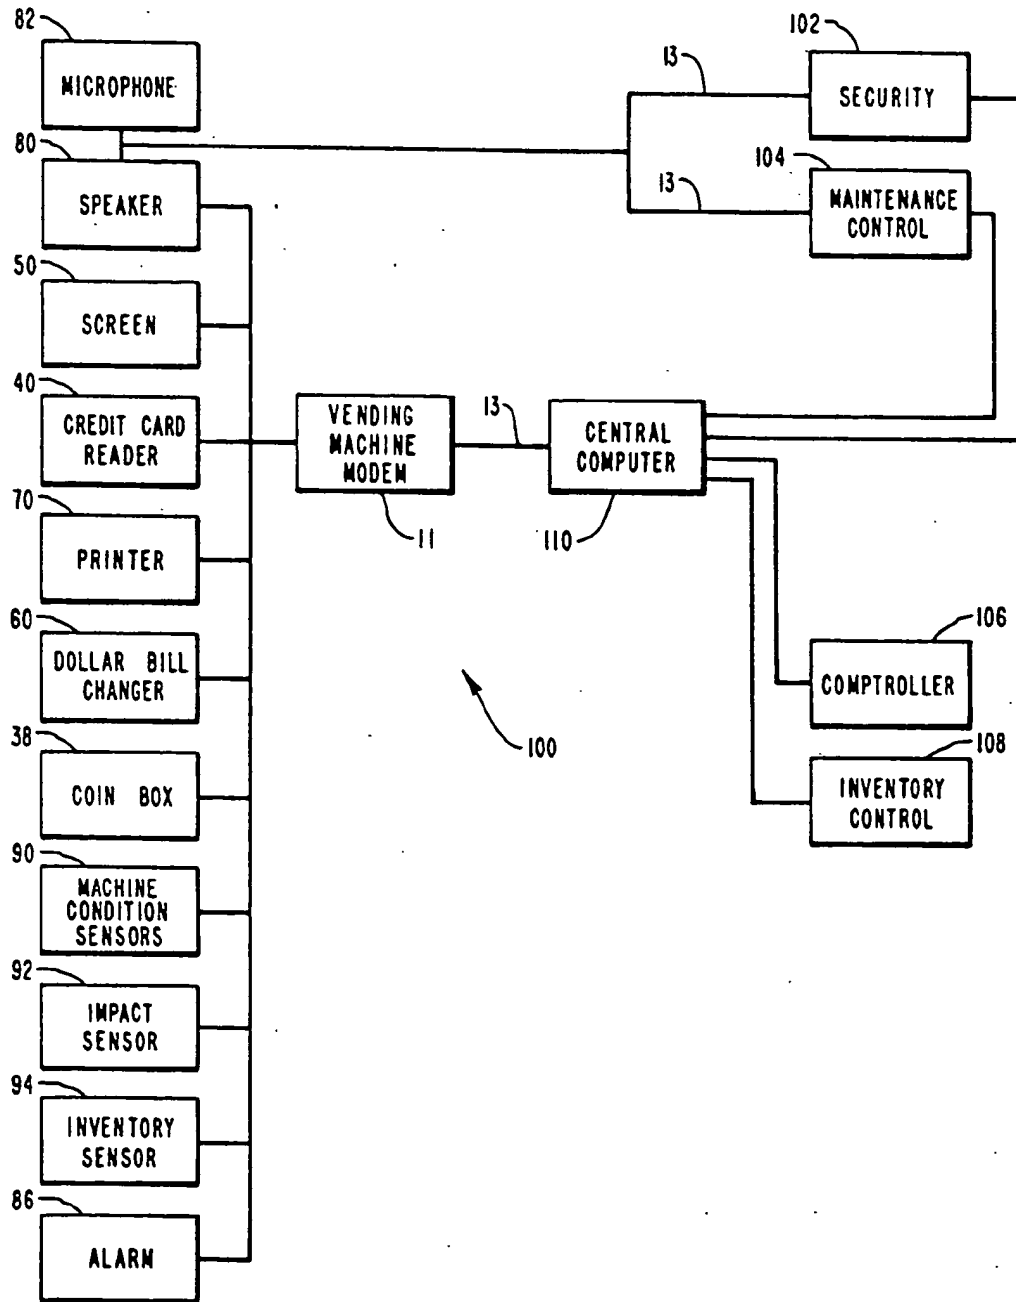 82
MICROPHONE
80
SPEAKER
50
SCREEN
40
CREDIT CARD
READER
70
PRINTER
60
DOLLAR BILL
CHANGER
38
COIN BOX
90
MACHINE
CONDITION
SENSORS
92
IMPACT
SENSOR
94
INVENTORY
SENSOR
86
ALARM
VENDING
MACHINE
MODEM
11
13
CENTRAL
COMPUTER
110
13
102
SECURITY
13
104
MAINTENANCE
CONTROL
106
COMPTROLLER
108
INVENTORY
CONTROL
100